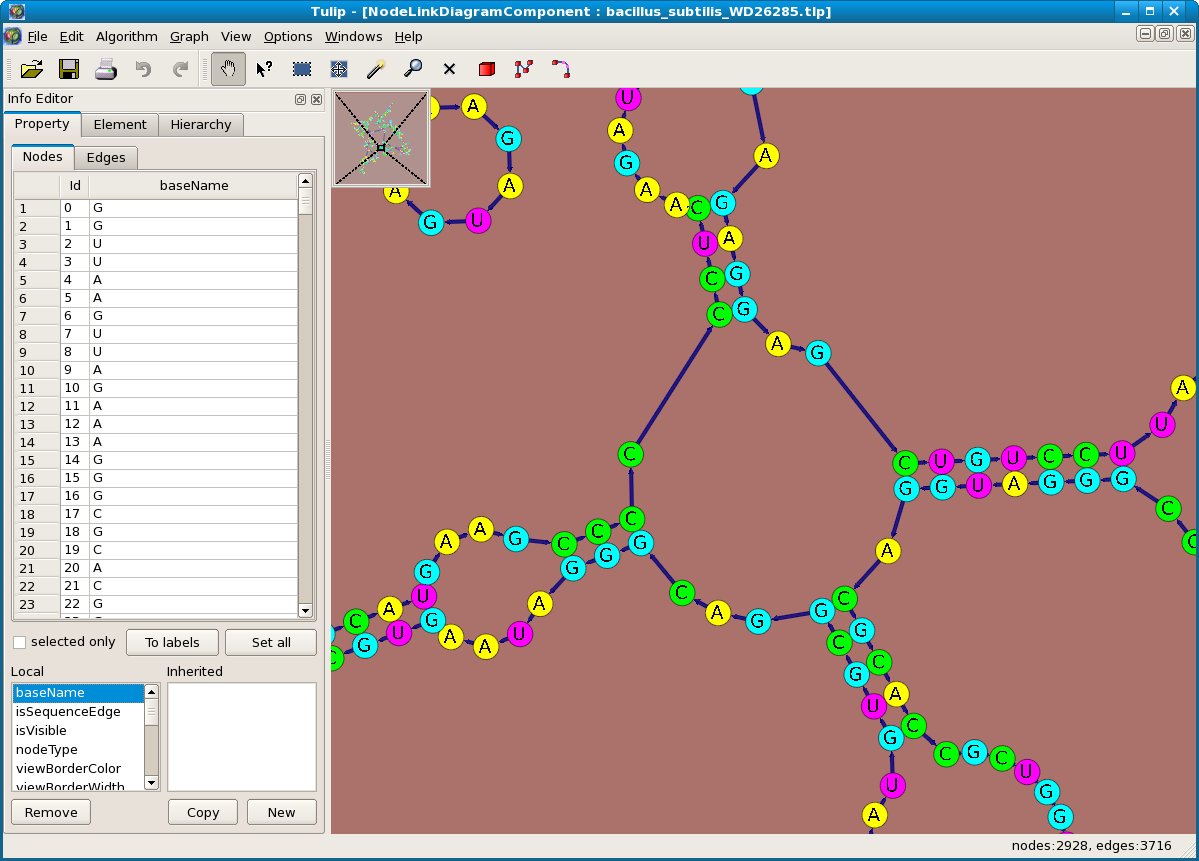 Tulip - [NodeLinkDiagramComponent : bacillus_subtilis_WD26285.tlp]
File Edit Algorithm Graph View Options Windows Help
Info Editor
Property Element Hierarchy
Nodes Edges
Id baseName
1 0 G
2 1 G
3 2 U
4 3 U
5 4 A
6 5 A
7 6 G
8 7 U
9 8 U
10 9 A
11 10 G
12 11 A
13 12 A
14 13 A
15 14 G
16 15 G
17 16 G
18 17 C
19 18 G
20 19 C
21 20 A
22 21 C
23 22 G
selected only To labels Set all
Local Inherited
baseName
isSequenceEdge
isVisible
nodeType
viewBorderColor
viewBorderWidth
Remove Copy New
A G A U G A
U A G A A C U C C
A G A G G A G
C U G U C C U U A
G G U A G G G C C
A C G C A C C G C U G G
G C G U G U A
G A C G G G A U A A G U G C
C C C C G A A G U A C
nodes:2928, edges:3716